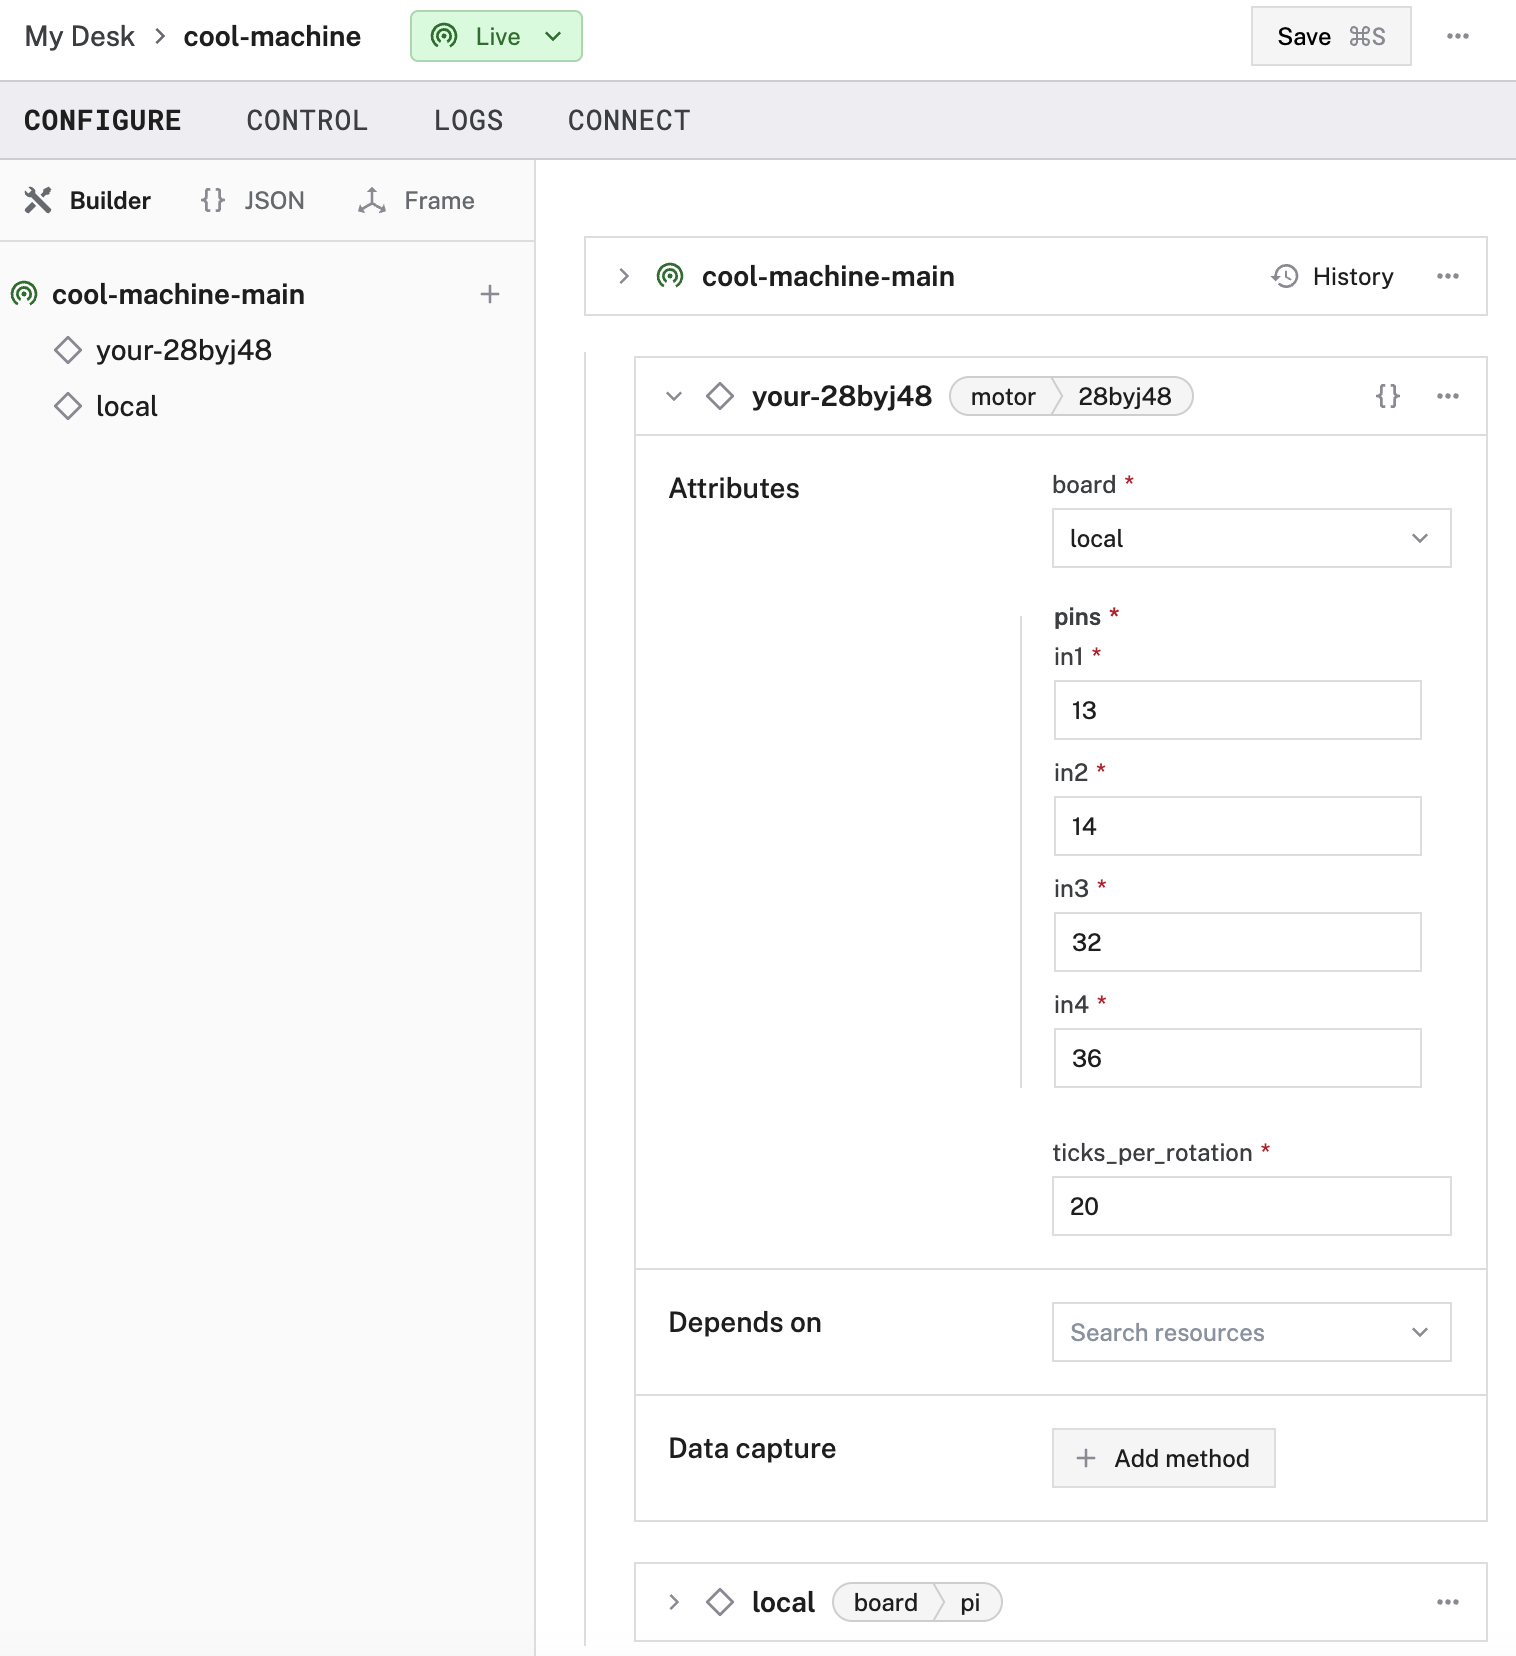 My Desk > cool-machine Live Save ⌘S ···
CONFIGURE CONTROL LOGS CONNECT
Builder {} JSON Frame
cool-machine-main +
your-28byj48
local
cool-machine-main History ···
your-28byj48 motor 28byj48 {} ···
Attributes
board *
local
pins *
in1 *
13
in2 *
14
in3 *
32
in4 *
36
ticks_per_rotation *
20
Depends on
Search resources
Data capture
+ Add method
local board pi ···